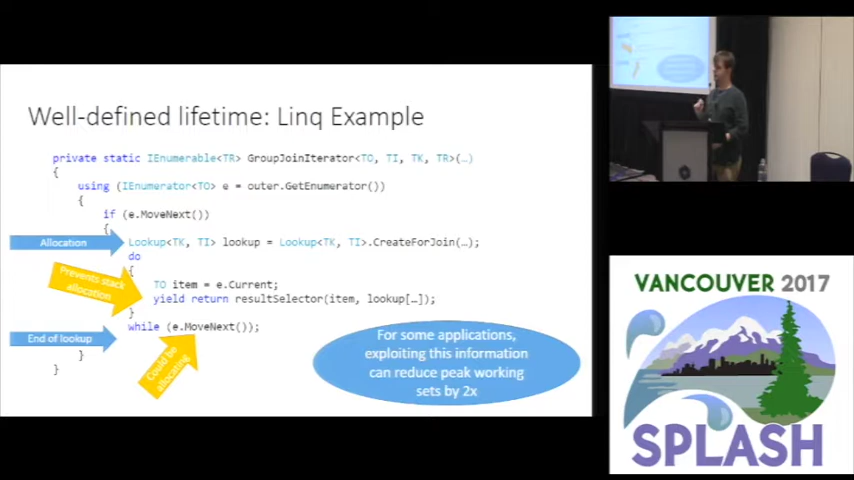 Well-defined lifetime: Linq Example
private static IEnumerable<TR> GroupJoinIterator<TO, TI, TK, TR>(…)
{
using (IEnumerator<TO> e = outer.GetEnumerator())
{
if (e.MoveNext())
{
Allocation
Lookup<TK, TI> lookup = Lookup<TK, TI>.CreateForJoin(…);
do
{
Prevents stack
allocation
TO item = e.Current;
yield return resultSelector(item, lookup[…]);
}
End of lookup
while (e.MoveNext());
Could be
allocating
}
}
For some applications,
exploiting this information
can reduce peak working
sets by 2x
VANCOUVER 2017
SPLASH